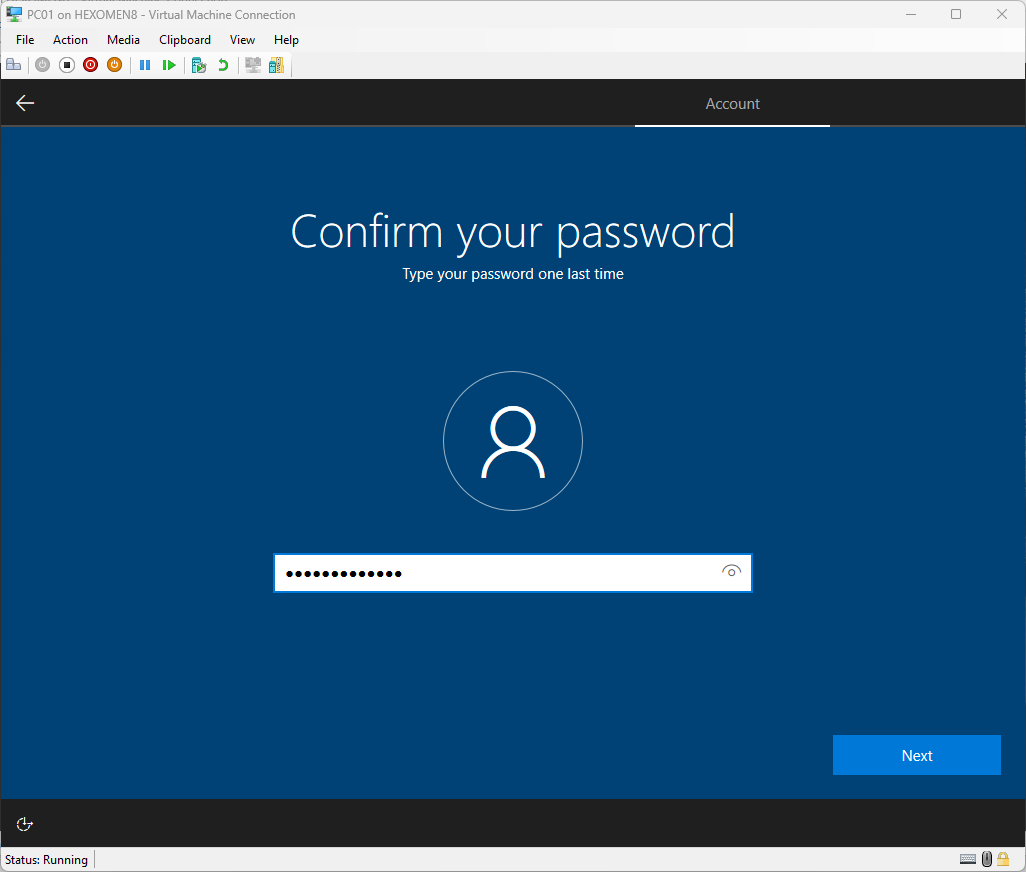 PC01 on HEXOMEN8 - Virtual Machine Connection
File Action Media Clipboard View Help
Account
Confirm your password
Type your password one last time
Next
Status: Running